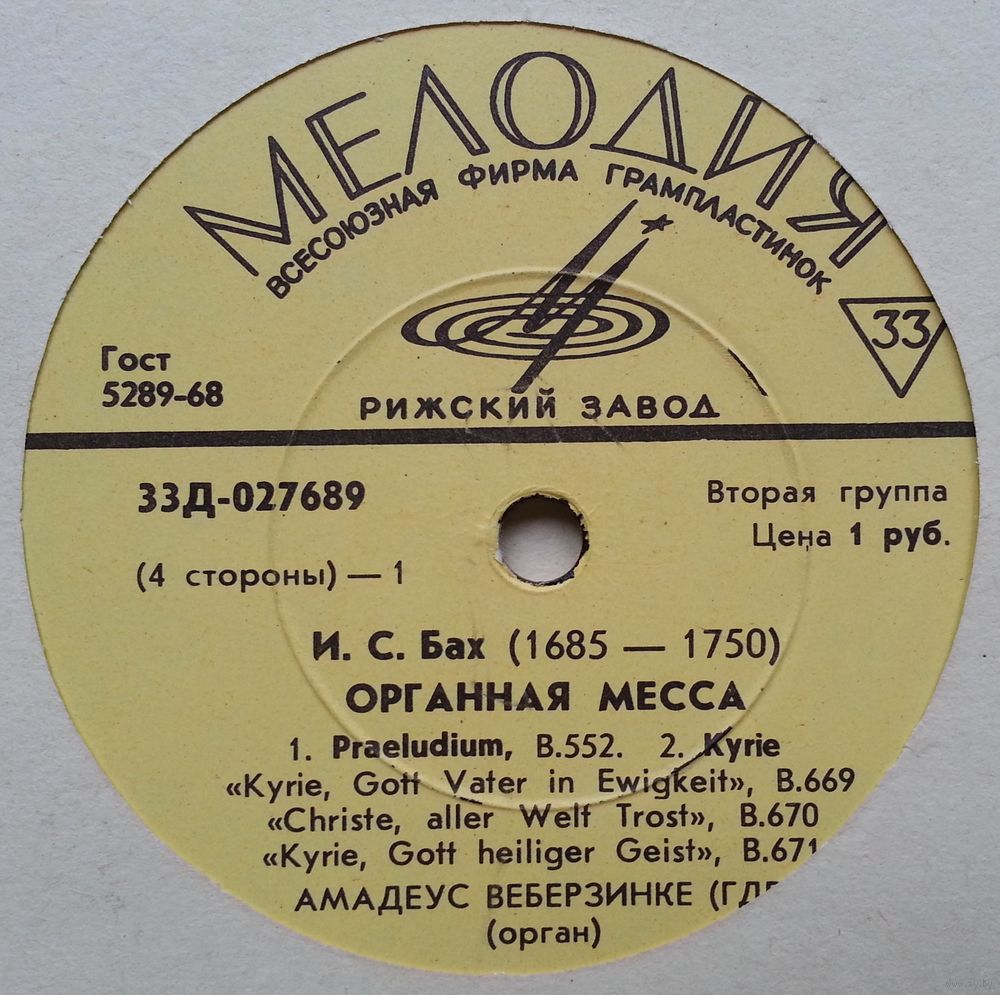 МЕЛОДИЯ
ВСЕСОЮЗНАЯ ФИРМА ГРАМПЛАСТИНОК
33
Гост
5289-68
РИЖСКИЙ ЗАВОД
33Д-027689
Вторая группа
Цена 1 руб.
(4 стороны) — 1
И. С. Бах (1685 — 1750)
ОРГАННАЯ МЕССА
1. Praeludium, B.552. 2. Kyrie
«Kyrie, Gott Vater in Ewigkeit», B.669
«Christe, aller Welt Trost», B.670
«Kyrie, Gott heiliger Geist», B.671
АМАДЕУС ВЕБЕРЗИНКЕ (ГДР
(орган)